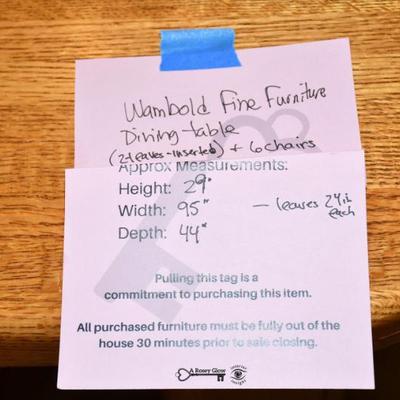 Wambold Fine Furniture
Dining table
(2-leaves-inserted) + 6 chairs
Approx Measurements:
Height: 29"
Width: 95" — leaves 24in each
Depth: 44"
Pulling this tag is a
commitment to purchasing this item.
All purchased furniture must be fully out of the
house 30 minutes prior to sale closing.
A Rosey Glow